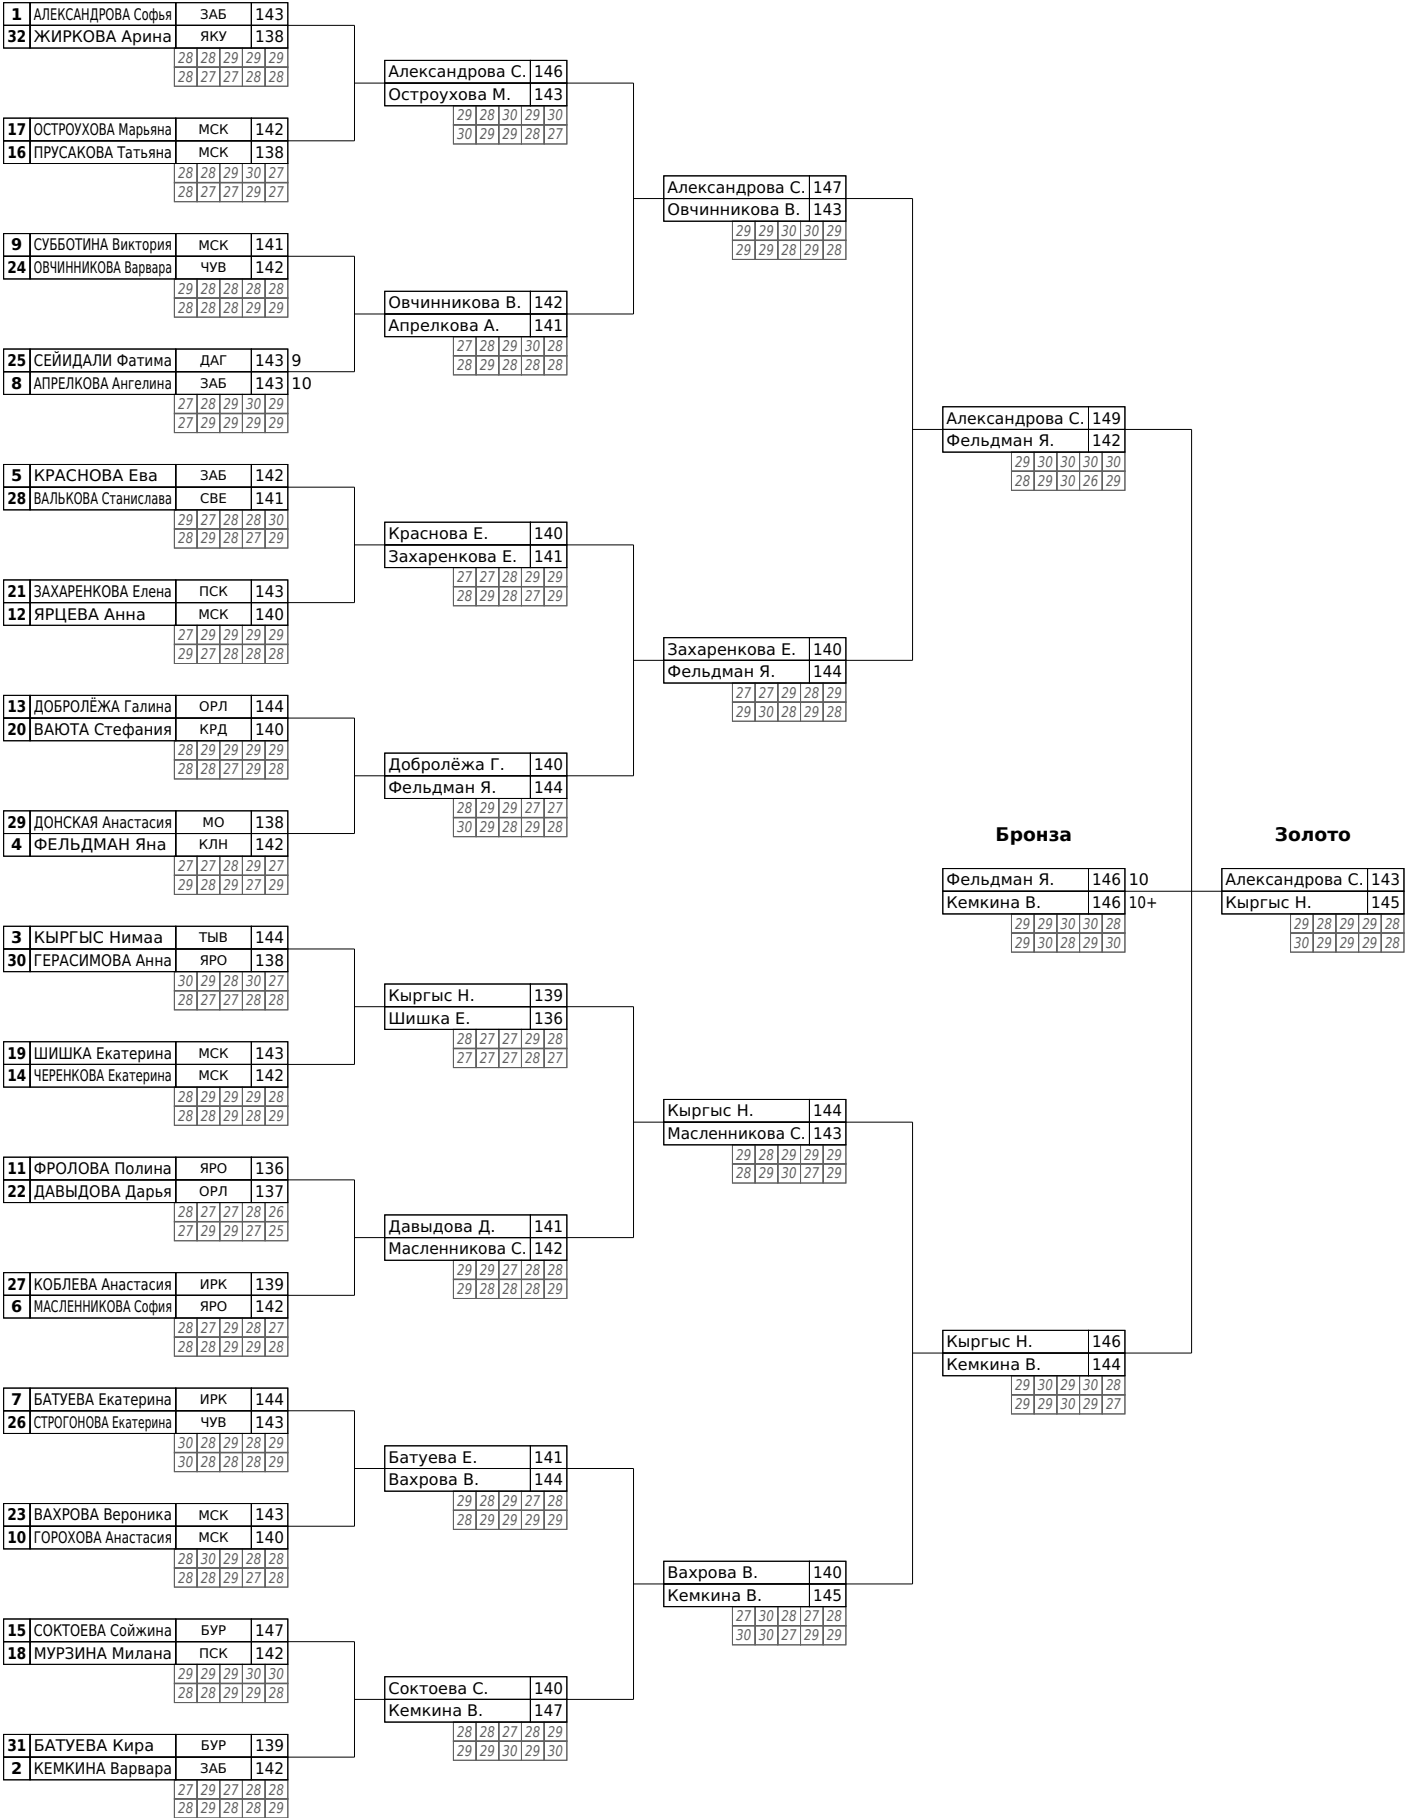 1 АЛЕКСАНДРОВА Софья ЗАБ 143
32 ЖИРКОВА Арина ЯКУ 138
28 28 29 29 29
28 27 27 28 28
17 ОСТРОУХОВА Марьяна МСК 142
16 ПРУСАКОВА Татьяна МСК 138
28 28 29 30 27
28 27 27 29 27
9 СУББОТИНА Виктория МСК 141
24 ОВЧИННИКОВА Варвара ЧУВ 142
29 28 28 28 28
28 28 28 29 29
25 СЕЙИДАЛИ Фатима ДАГ 143 9
8 АПРЕЛКОВА Ангелина ЗАБ 143 10
27 28 29 30 29
27 29 29 29 29
5 КРАСНОВА Ева ЗАБ 142
28 ВАЛЬКОВА Станислава СВЕ 141
29 27 28 28 30
28 29 28 27 29
21 ЗАХАРЕНКОВА Елена ПСК 143
12 ЯРЦЕВА Анна МСК 140
27 29 29 29 29
29 27 28 28 28
13 ДОБРОЛЁЖА Галина ОРЛ 144
20 ВАЮТА Стефания КРД 140
28 29 29 29 29
28 28 27 29 28
29 ДОНСКАЯ Анастасия МО 138
4 ФЕЛЬДМАН Яна КЛН 142
27 27 28 29 27
29 28 29 27 29
3 КЫРГЫС Нимаа ТЫВ 144
30 ГЕРАСИМОВА Анна ЯРО 138
30 29 28 30 27
28 27 27 28 28
19 ШИШКА Екатерина МСК 143
14 ЧЕРЕНКОВА Екатерина МСК 142
28 29 29 29 28
28 28 29 28 29
11 ФРОЛОВА Полина ЯРО 136
22 ДАВЫДОВА Дарья ОРЛ 137
28 27 27 28 26
27 29 29 27 25
27 КОБЛЕВА Анастасия ИРК 139
6 МАСЛЕННИКОВА София ЯРО 142
28 27 29 28 27
28 28 29 29 28
7 БАТУЕВА Екатерина ИРК 144
26 СТРОГОНОВА Екатерина ЧУВ 143
30 28 29 28 29
30 28 28 28 29
23 ВАХРОВА Вероника МСК 143
10 ГОРОХОВА Анастасия МСК 140
28 30 29 28 28
28 28 29 27 28
15 СОКТОЕВА Сойжина БУР 147
18 МУРЗИНА Милана ПСК 142
29 29 29 30 30
28 28 29 29 28
31 БАТУЕВА Кира БУР 139
2 КЕМКИНА Варвара ЗАБ 142
27 29 27 28 28
28 29 28 28 29
Александрова С. 146
Остроухова М. 143
29 28 30 29 30
30 29 29 28 27
Овчинникова В. 142
Апрелкова А. 141
27 28 29 30 28
28 29 28 28 28
Краснова Е. 140
Захаренкова Е. 141
27 27 28 29 29
28 29 28 27 29
Добролёжа Г. 140
Фельдман Я. 144
28 29 29 27 27
30 29 28 29 28
Кыргыс Н. 139
Шишка Е. 136
28 27 27 29 28
27 27 27 28 27
Давыдова Д. 141
Масленникова С. 142
29 29 27 28 28
29 28 28 28 29
Батуева Е. 141
Вахрова В. 144
29 28 29 27 28
28 29 29 29 29
Соктоева С. 140
Кемкина В. 147
28 28 27 28 29
29 29 30 29 30
Александрова С. 147
Овчинникова В. 143
29 29 30 30 29
29 29 28 29 28
Захаренкова Е. 140
Фельдман Я. 144
27 27 29 28 29
29 30 28 29 28
Кыргыс Н. 144
Масленникова С. 143
29 28 29 29 29
28 29 30 27 29
Вахрова В. 140
Кемкина В. 145
27 30 28 27 28
30 30 27 29 29
Александрова С. 149
Фельдман Я. 142
29 30 30 30 30
28 29 30 26 29
Бронза
Фельдман Я. 146 10
Кемкина В. 146 10+
29 29 30 30 28
29 30 28 29 30
Кыргыс Н. 146
Кемкина В. 144
29 30 29 30 28
29 29 30 29 27
Золото
Александрова С. 143
Кыргыс Н. 145
29 28 29 29 28
30 29 29 29 28